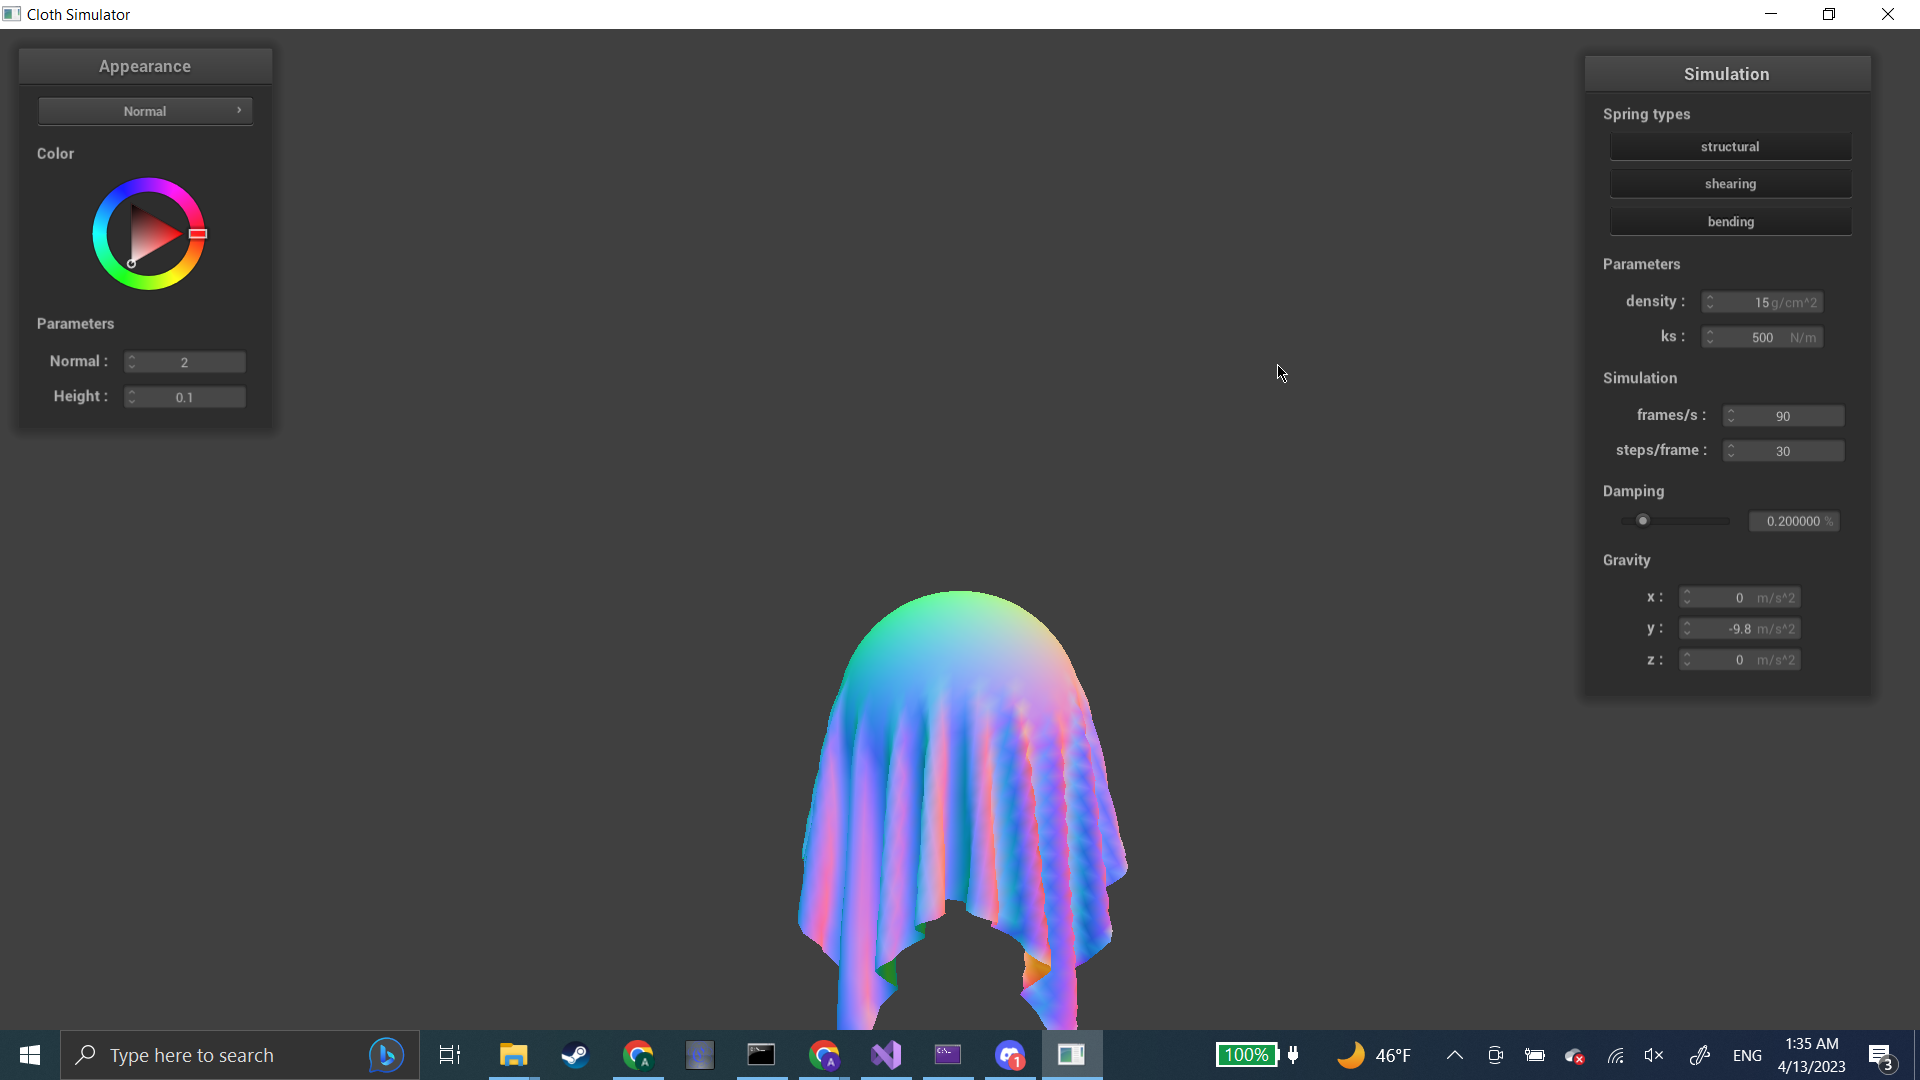 Cloth Simulator
Appearance
Normal
Color
Parameters
Normal : 2
Height : 0.1
Simulation
Spring types
structural
shearing
bending
Parameters
density : 15 g/cm^2
ks : 500 N/m
Simulation
frames/s : 90
steps/frame : 30
Damping
0.200000 %
Gravity
x : 0 m/s^2
y : -9.8 m/s^2
z : 0 m/s^2
Type here to search
A
A
1
100%
46°F
ENG
1:35 AM
4/13/2023
3